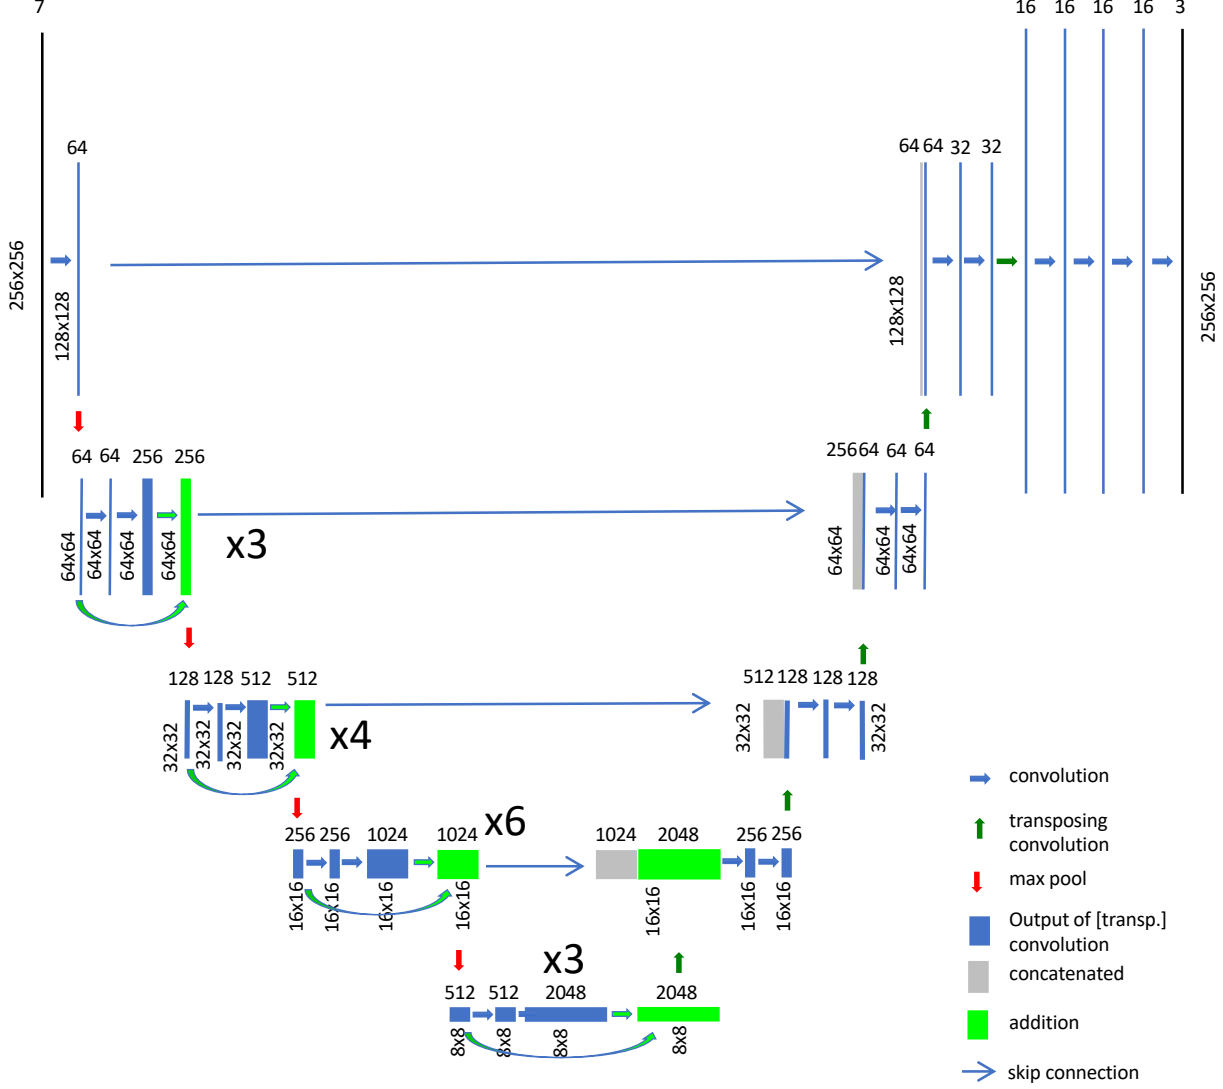 7
16 16 16 16 3
64
64 64 32 32
256x256
128x128
128x128
256x256
64 64 256 256
256 64 64 64
64x64 64x64 64x64 64x64
x3
64x64 64x64 64x64
128 128 512 512
512 128 128 128
32x32 32x32 32x32 32x32
x4
32x32 32x32
256 256 1024 1024
x6
1024 2048 256 256
16x16 16x16 16x16 16x16
16x16 16x16 16x16
x3
512 512 2048 2048
8x8 8x8 8x8 8x8
convolution
transposing
convolution
max pool
Output of [transp.]
convolution
concatenated
addition
skip connection